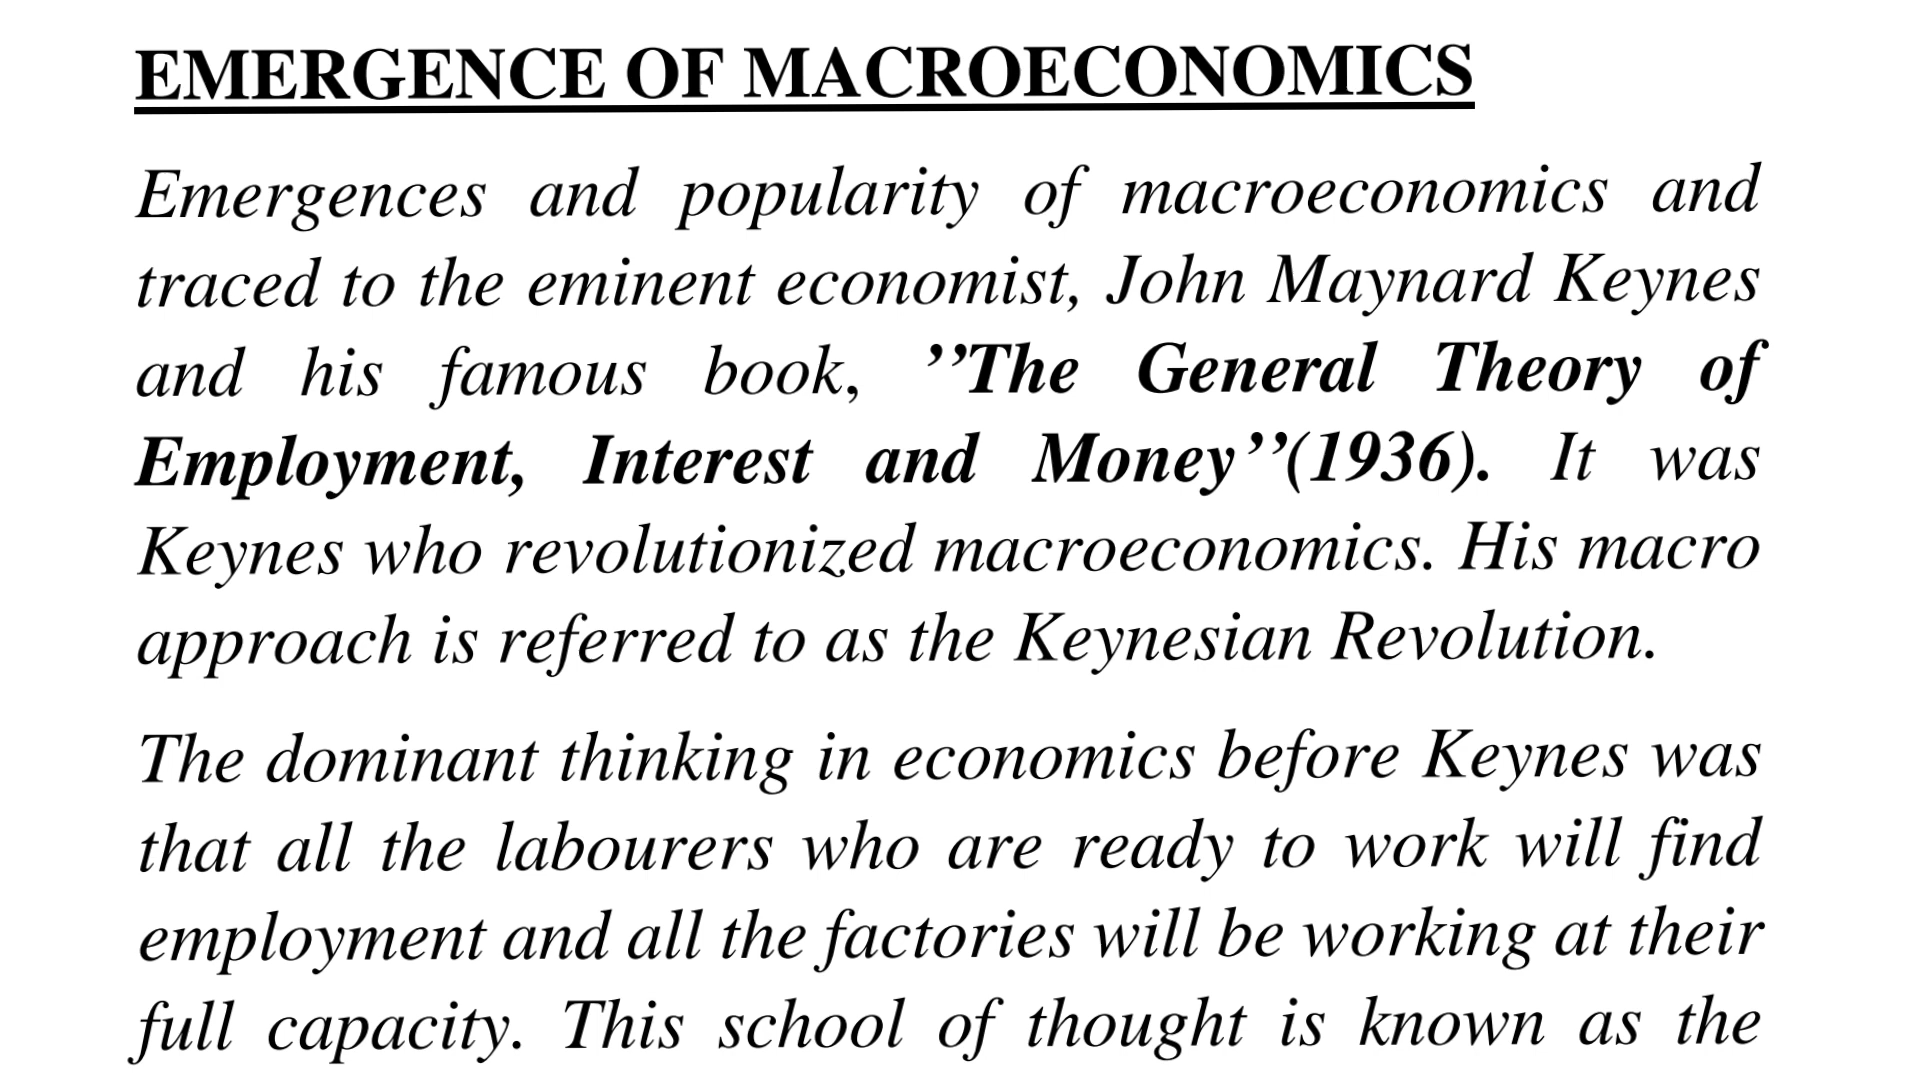 EMERGENCE OF MACROECONOMICS
Emergences and popularity of macroeconomics and
traced to the eminent economist, John Maynard Keynes
and his famous book, ’’The General Theory of
Employment, Interest and Money’’(1936). It was
Keynes who revolutionized macroeconomics. His macro
approach is referred to as the Keynesian Revolution.
The dominant thinking in economics before Keynes was
that all the labourers who are ready to work will find
employment and all the factories will be working at their
full capacity. This school of thought is known as the